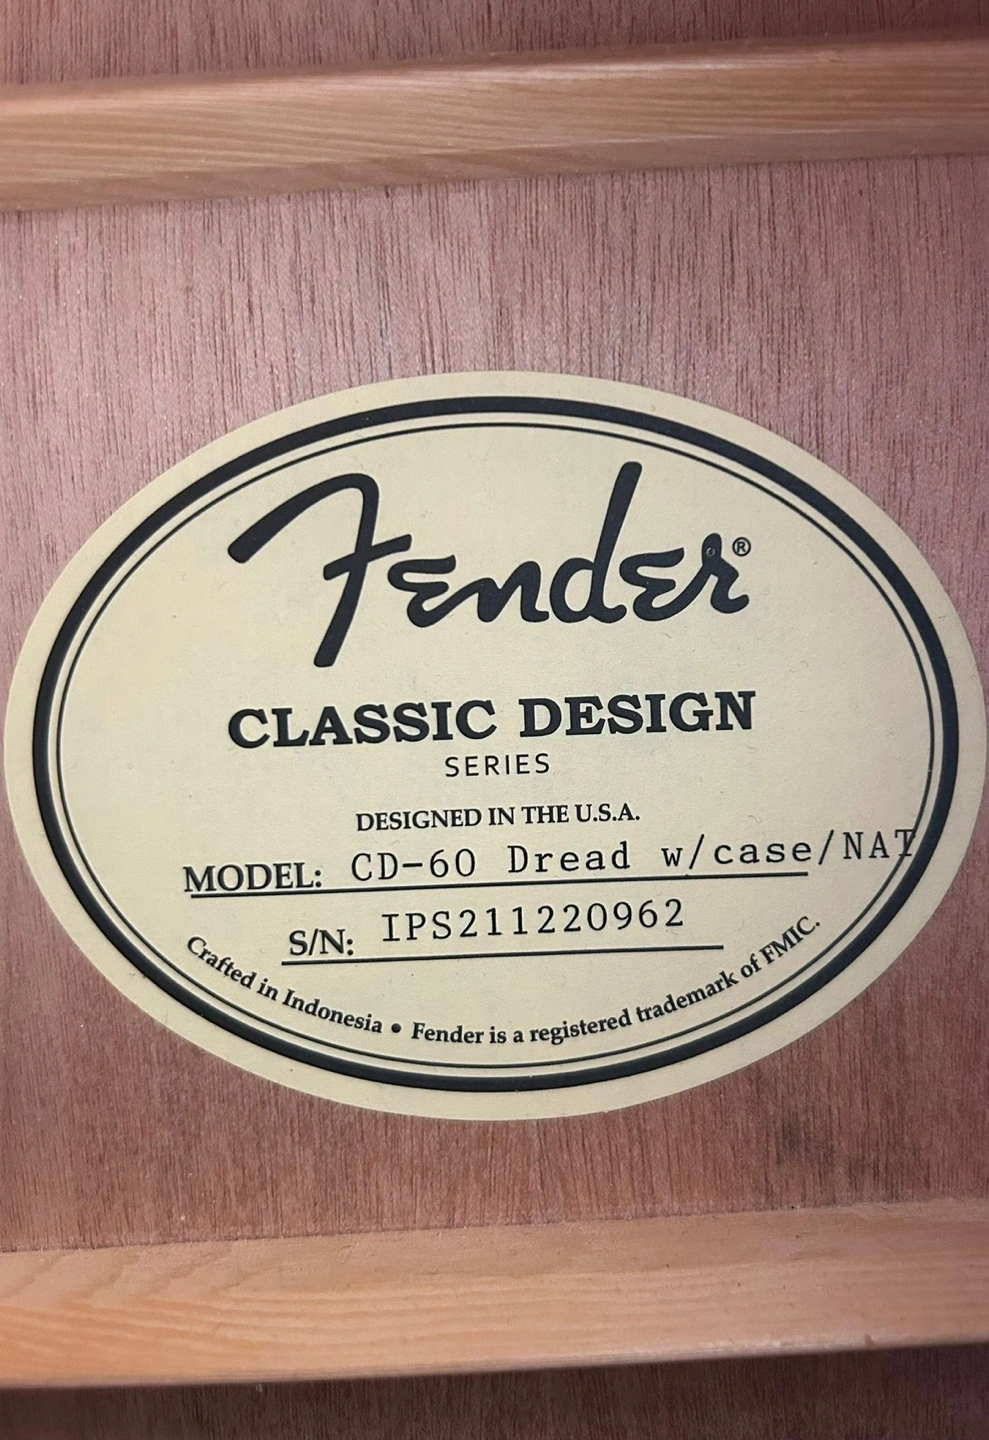 Fender®
CLASSIC DESIGN
SERIES
DESIGNED IN THE U.S.A.
MODEL: CD-60 Dread w/case/NAT
S/N: IPS211220962
Crafted in Indonesia • Fender is a registered trademark of FMIC.